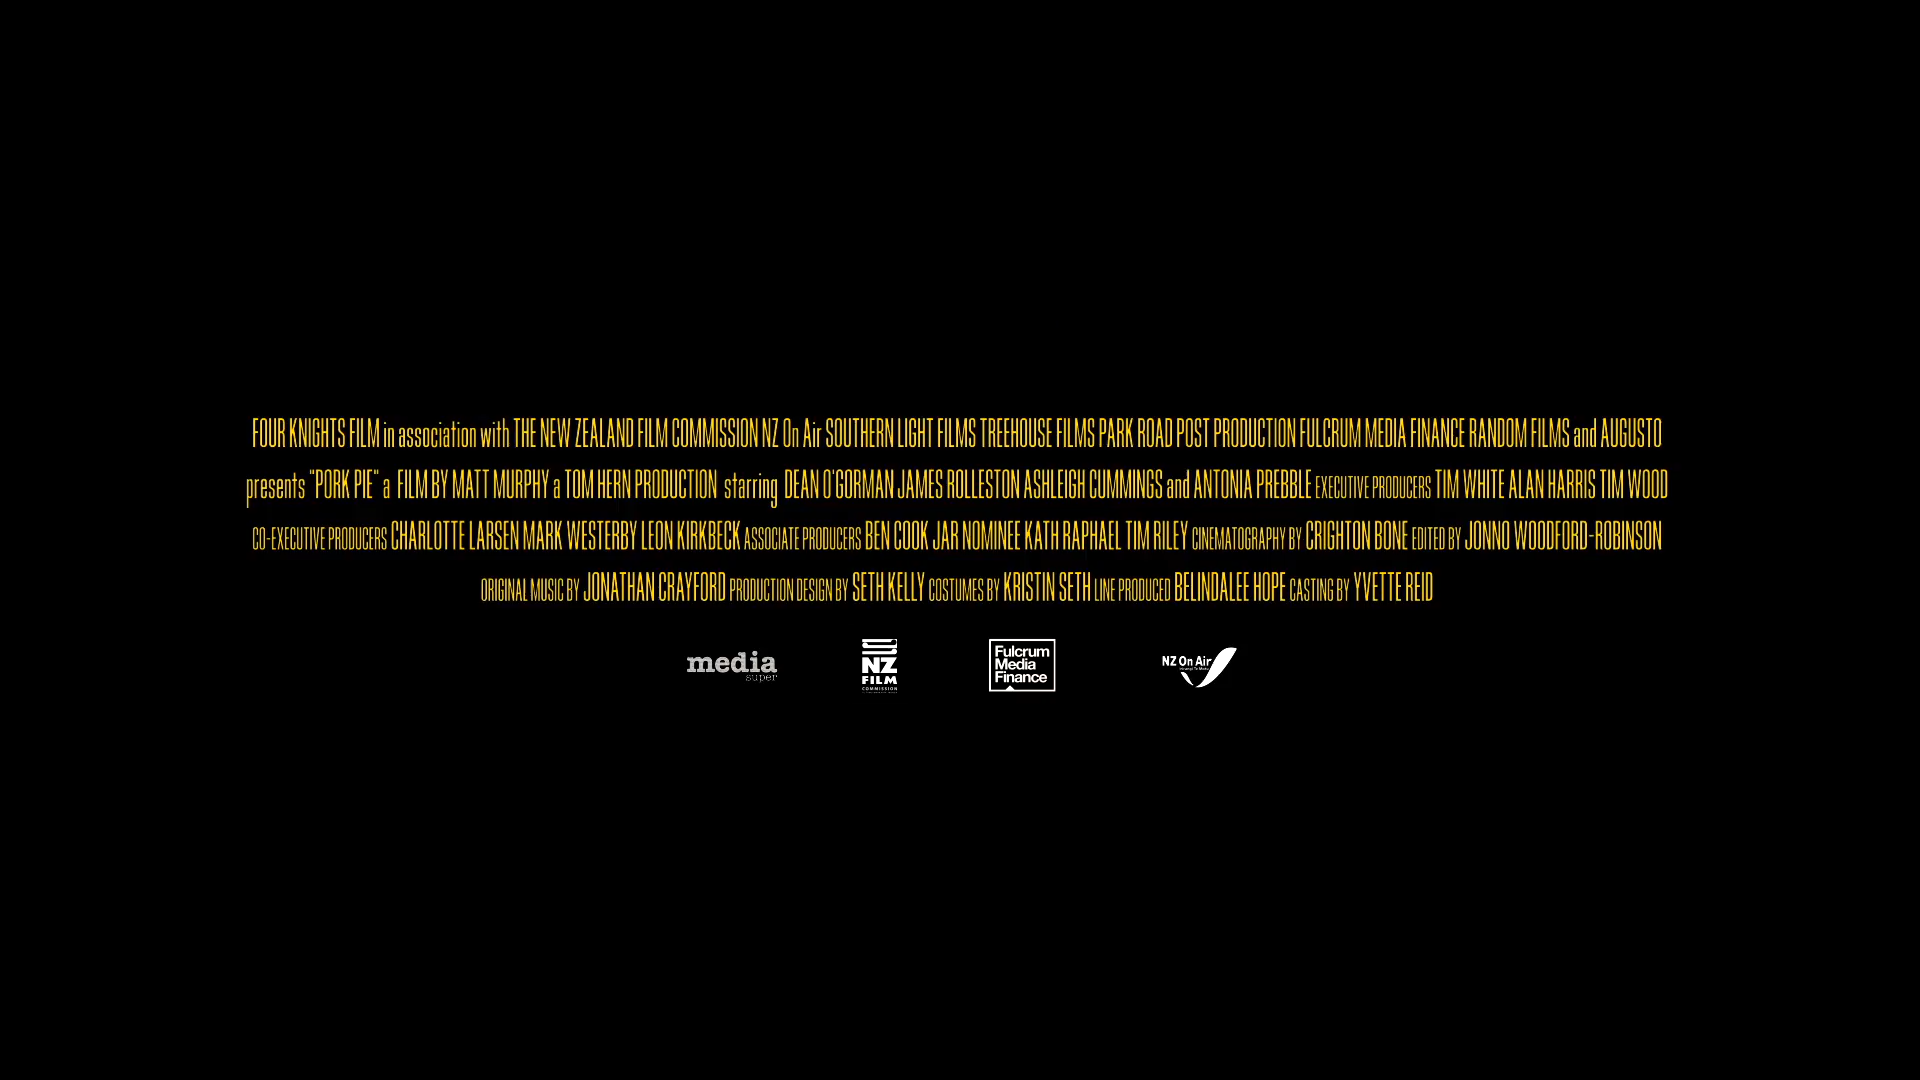 FOUR KNIGHTS FILM in association with THE NEW ZEALAND FILM COMMISSION NZ On Air SOUTHERN LIGHT FILMS TREEHOUSE FILMS PARK ROAD POST PRODUCTION FULCRUM MEDIA FINANCE RANDOM FILMS and AUGUSTO
presents "PORK PIE" a FILM BY MATT MURPHY a TOM HERN PRODUCTION starring DEAN O'GORMAN JAMES ROLLESTON ASHLEIGH CUMMINGS and ANTONIA PREBBLE EXECUTIVE PRODUCERS TIM WHITE ALAN HARRIS TIM WOOD
CO-EXECUTIVE PRODUCERS CHARLOTTE LARSEN MARK WESTERBY LEON KIRKBECK ASSOCIATE PRODUCERS BEN COOK JAR NOMINEE KATH RAPHAEL TIM RILEY CINEMATOGRAPHY BY CRIGHTON BONE EDITED BY JONNO WOODFORD-ROBINSON
ORIGINAL MUSIC BY JONATHAN CRAYFORD PRODUCTION DESIGN BY SETH KELLY COSTUMES BY KRISTIN SETH LINE PRODUCED BELINDALEE HOPE CASTING BY YVETTE REID
media
super
NZ
FILM
COMMISSION
Fulcrum
Media
Finance
NZ On Air